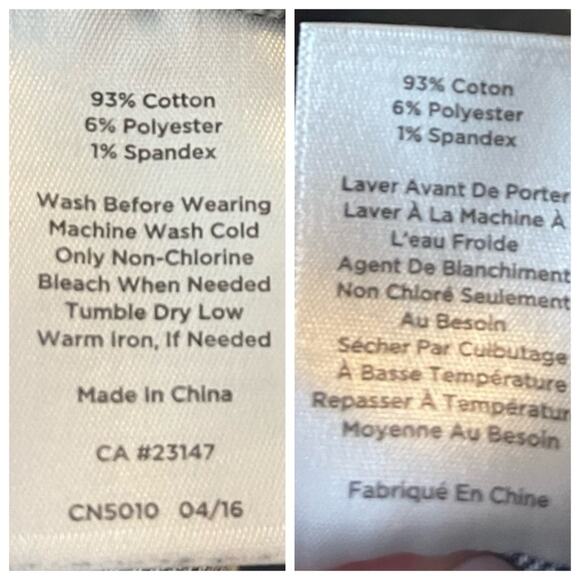 93% Cotton
6% Polyester
1% Spandex
Wash Before Wearing
Machine Wash Cold
Only Non-Chlorine
Bleach When Needed
Tumble Dry Low
Warm Iron, If Needed
Made In China
CA #23147
CN5010 04/16
93% Coton
6% Polyester
1% Spandex
Laver Avant De Porter
Laver À La Machine À
L'eau Froide
Agent De Blanchiment
Non Chloré Seulement
Au Besoin
Sécher Par Culbutage
À Basse Température
Repasser À Températur
Moyenne Au Besoin
Fabriqué En Chine